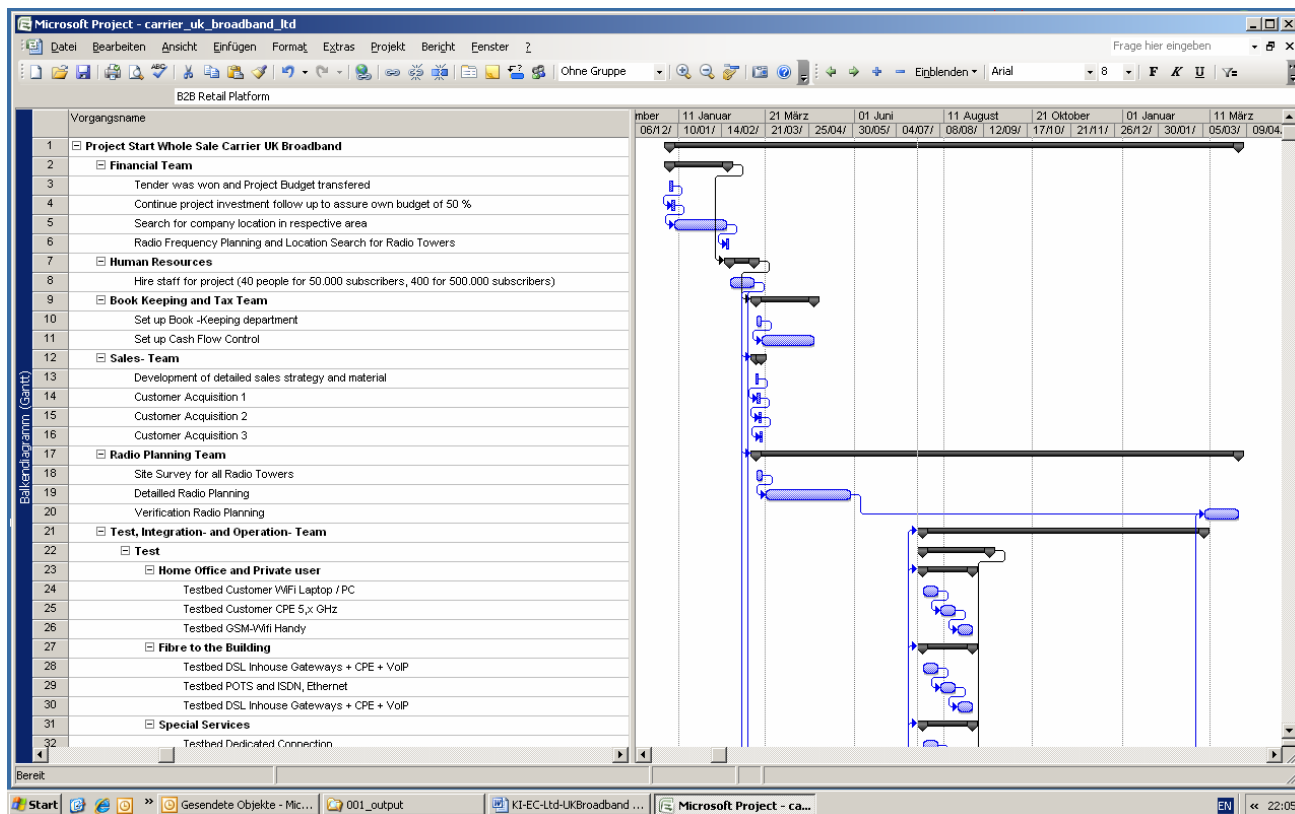 Microsoft Project - carrier_uk_broadband_ltd
Datei Bearbeiten Ansicht Einfügen Format Extras Projekt Bericht Fenster ? Frage hier eingeben
Ohne Gruppe Einblenden Arial 8 F K U
B2B Retail Platform
Vorgangsname
mber 11 Januar 21 März 01 Juni 11 August 21 Oktober 01 Januar 11 März
06/12/ 10/01/ 14/02/ 21/03/ 25/04/ 30/05/ 04/07/ 08/08/ 12/09/ 17/10/ 21/11/ 26/12/ 30/01/ 05/03/ 09/04.
1 Project Start Whole Sale Carrier UK Broadband
2 Financial Team
3 Tender was won and Project Budget transfered
4 Continue project investment follow up to assure own budget of 50 %
5 Search for company location in respective area
6 Radio Frequency Planning and Location Search for Radio Towers
7 Human Resources
8 Hire staff for project (40 people for 50.000 subscribers, 400 for 500.000 subscribers)
9 Book Keeping and Tax Team
10 Set up Book -Keeping department
11 Set up Cash Flow Control
12 Sales- Team
13 Development of detailed sales strategy and material
14 Customer Acquisition 1
15 Customer Acquisition 2
16 Customer Acquisition 3
17 Radio Planning Team
18 Site Survey for all Radio Towers
19 Detailled Radio Planning
20 Verification Radio Planning
21 Test, Integration- and Operation- Team
22 Test
23 Home Office and Private user
24 Testbed Customer WiFi Laptop / PC
25 Testbed Customer CPE 5,x GHz
26 Testbed GSM-Wifi Handy
27 Fibre to the Building
28 Testbed DSL Inhouse Gateways + CPE + VoIP
29 Testbed POTS and ISDN, Ethernet
30 Testbed DSL Inhouse Gateways + CPE + VoIP
31 Special Services
32 Testbed Dedicated Connection
Balkendiagramm (Gantt)
Bereit
Start » Gesendete Objekte - Mic... 001_output KI-EC-Ltd-UKBroadband ... Microsoft Project - ca... EN « 22:05